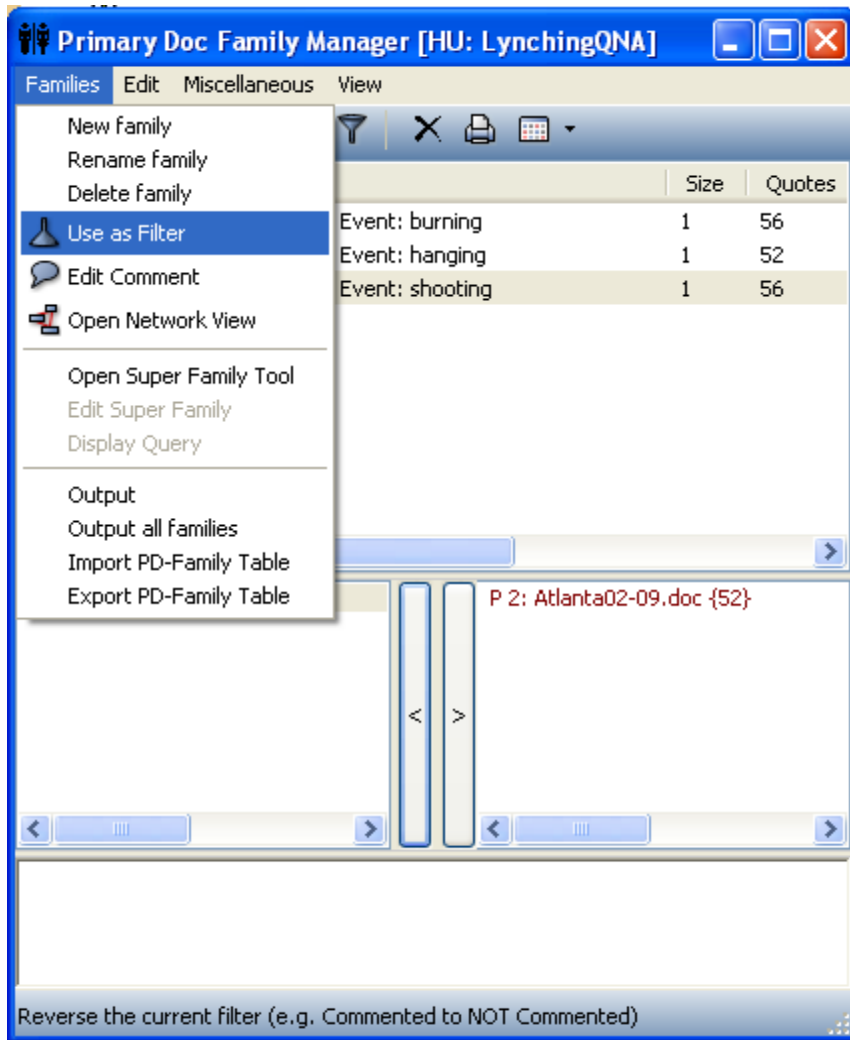 Primary Doc Family Manager [HU: LynchingQNA]
Families Edit Miscellaneous View
New family
Rename family
Delete family
Use as Filter
Edit Comment
Open Network View
Open Super Family Tool
Edit Super Family
Display Query
Output
Output all families
Import PD-Family Table
Export PD-Family Table
Size Quotes
Event: burning 1 56
Event: hanging 1 52
Event: shooting 1 56
< >
P 2: Atlanta02-09.doc {52}
Reverse the current filter (e.g. Commented to NOT Commented)